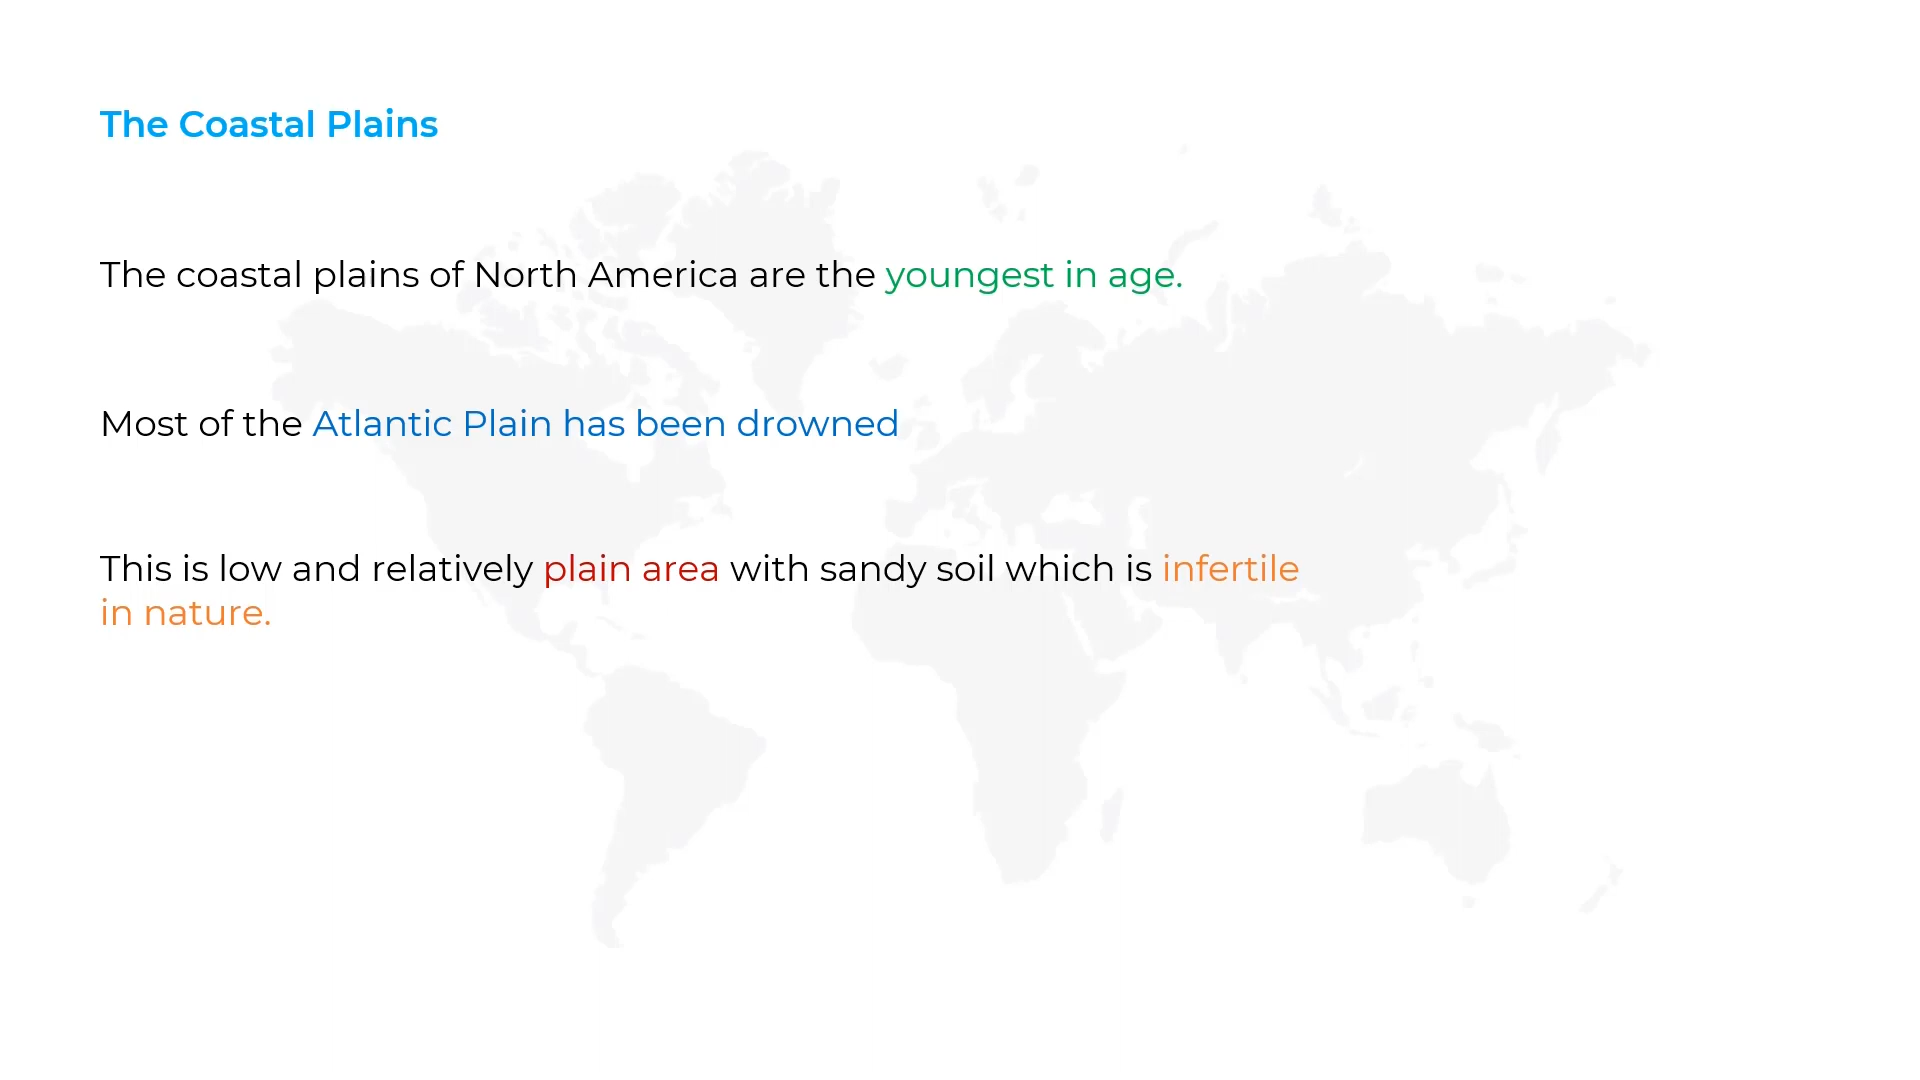 The Coastal Plains
The coastal plains of North America are the youngest in age.
Most of the Atlantic Plain has been drowned
This is low and relatively plain area with sandy soil which is infertile
in nature.